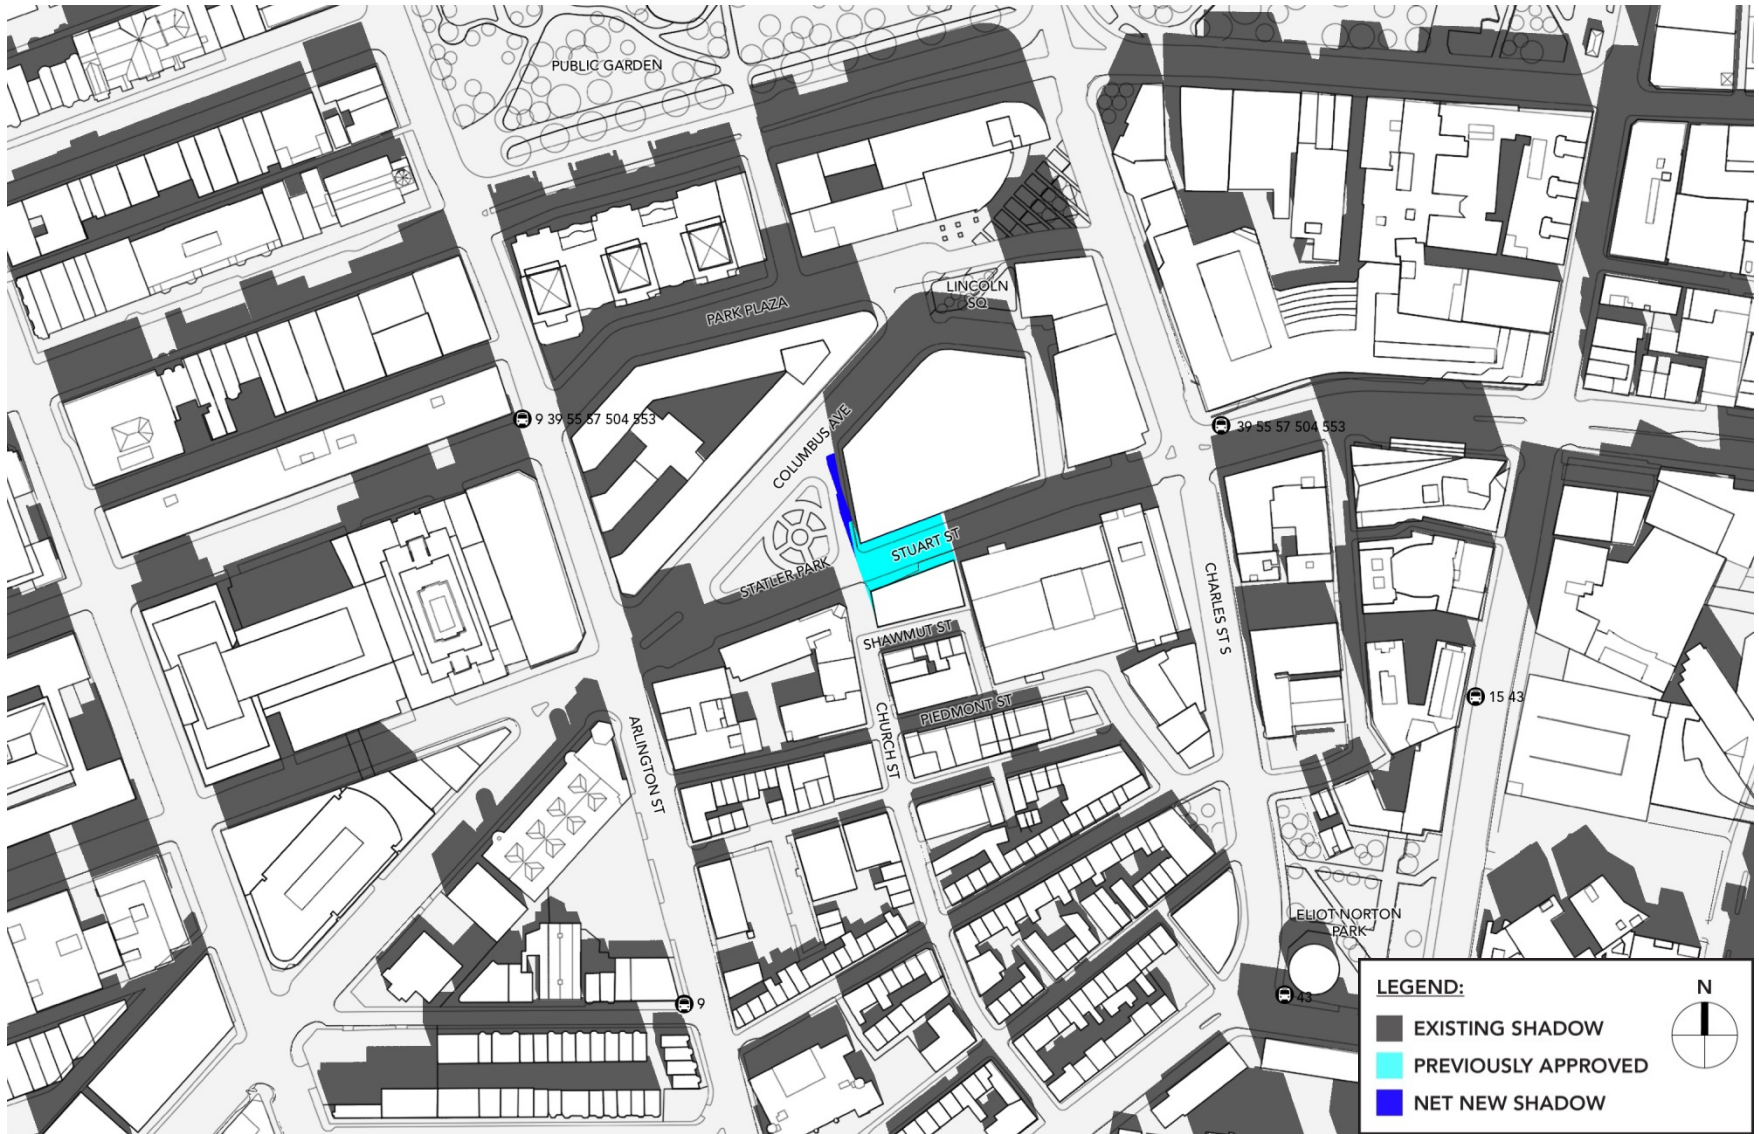 PUBLIC GARDEN
LINCOLN
SQ
PARK PLAZA
COLUMBUS AVE
9 39 55 57 504 553
39 55 57 504 553
STUART ST
STATLER PARK
SHAWMUT ST
CHARLES ST S
PIEDMONT ST
15 43
ARLINGTON ST
CHURCH ST
ELIOT NORTON
PARK
9
43
LEGEND:
N
EXISTING SHADOW
PREVIOUSLY APPROVED
NET NEW SHADOW